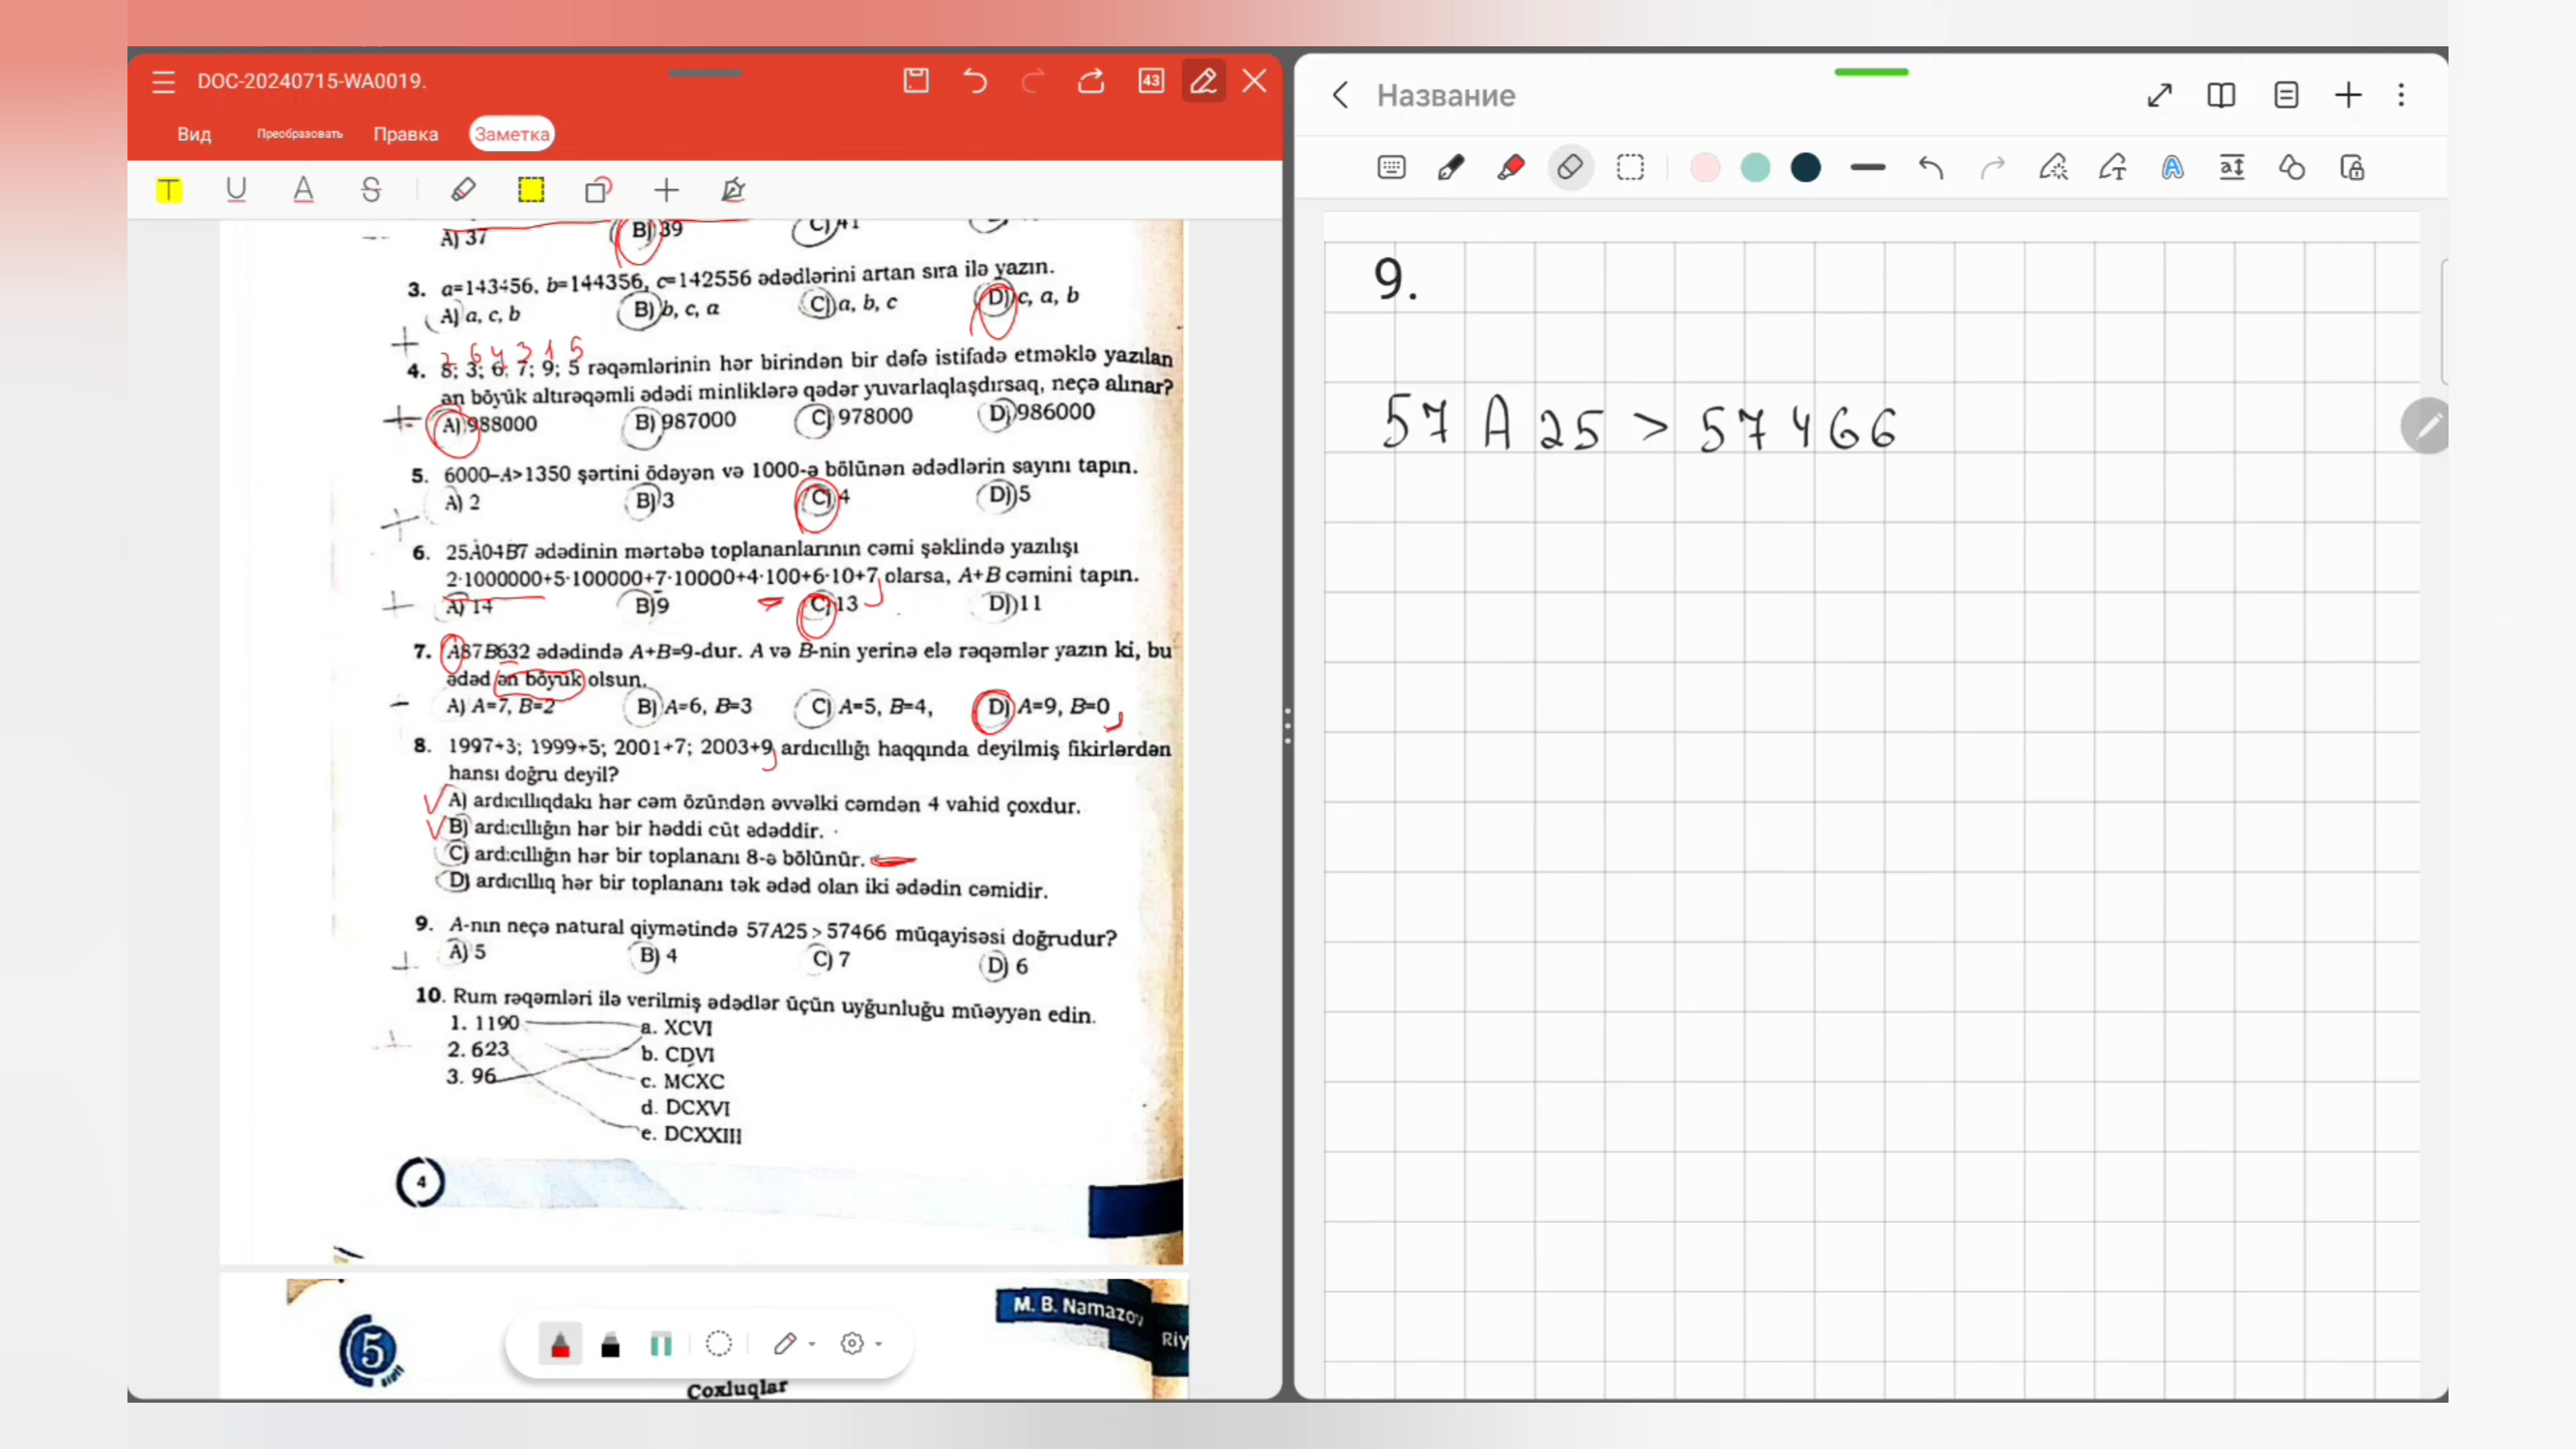 DOC-20240715-WA0019.
43
Вид Преобразовать Правка Заметка
A) 37 B) 39 C) 41
3. a=143456, b=144356, c=142556 ədədlərini artan sıra ilə yazın.
A) a, c, b B) b, c, a C) a, b, c D) c, a, b
4. 8; 3; 6; 7; 9; 5 rəqəmlərinin hər birindən bir dəfə istifadə etməklə yazılan
ən böyük altırəqəmli ədədi minliklərə qədər yuvarlaqlaşdırsaq, neçə alınar?
A) 988000 B) 987000 C) 978000 D) 986000
5. 6000–A>1350 şərtini ödəyən və 1000-ə bölünən ədədlərin sayını tapın.
A) 2 B) 3 C) 4 D) 5
6. 25A04B7 ədədinin mərtəbə toplananlarının cəmi şəklində yazılışı
2·1000000+5·100000+7·10000+4·100+6·10+7 olarsa, A+B cəmini tapın.
A) 14 B) 9 C) 13 D) 11
7. A87B632 ədədində A+B=9-dur. A və B-nin yerinə elə rəqəmlər yazın ki, bu
ədəd ən böyük olsun.
A) A=7, B=2 B) A=6, B=3 C) A=5, B=4, D) A=9, B=0
8. 1997+3; 1999+5; 2001+7; 2003+9 ardıcıllığı haqqında deyilmiş fikirlərdən
hansı doğru deyil?
A) ardıcıllıqdakı hər cəm özündən əvvəlki cəmdən 4 vahid çoxdur.
B) ardıcıllığın hər bir həddi cüt ədəddir.
C) ardıcıllığın hər bir toplananı 8-ə bölünür.
D) ardıcıllıq hər bir toplananı tək ədəd olan iki ədədin cəmidir.
9. A-nın neçə natural qiymətində 57A25 > 57466 müqayisəsi doğrudur?
A) 5 B) 4 C) 7 D) 6
10. Rum rəqəmləri ilə verilmiş ədədlər üçün uyğunluğu müəyyən edin.
1. 1190 a. XCVI
2. 623 b. CDVI
3. 96 c. MCXC
d. DCXVI
e. DCXXIII
4
M. B. Namazov
Riy
5
sinif
Çoxluqlar
Название
9.
57 A 25 > 57466